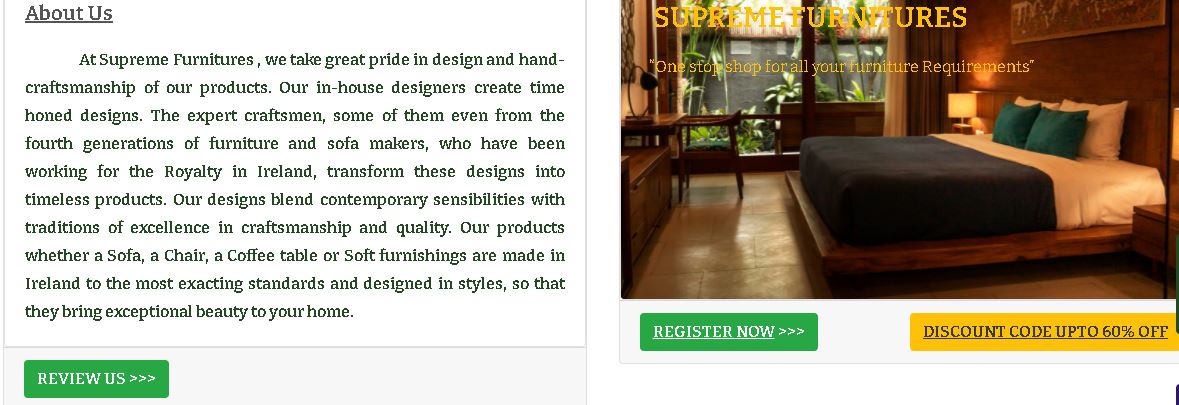 About Us
At Supreme Furnitures , we take great pride in design and hand-
craftsmanship of our products. Our in-house designers create time
honed designs. The expert craftsmen, some of them even from the
fourth generations of furniture and sofa makers, who have been
working for the Royalty in Ireland, transform these designs into
timeless products. Our designs blend contemporary sensibilities with
traditions of excellence in craftsmanship and quality. Our products
whether a Sofa, a Chair, a Coffee table or Soft furnishings are made in
Ireland to the most exacting standards and designed in styles, so that
they bring exceptional beauty to your home.
REVIEW US >>>
SUPREME FURNITURES
“One stop shop for all your furniture Requirements”
REGISTER NOW >>>
DISCOUNT CODE UPTO 60% OFF